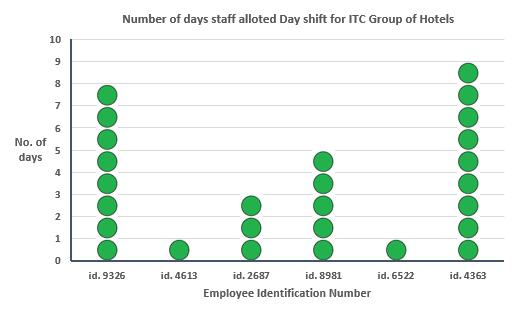 Number of days staff alloted Day shift for ITC Group of Hotels
10
9
8
7
6
5
4
3
2
1
0
No. of
days
id. 9326 id. 4613 id. 2687 id. 8981 id. 6522 id. 4363
Employee Identification Number